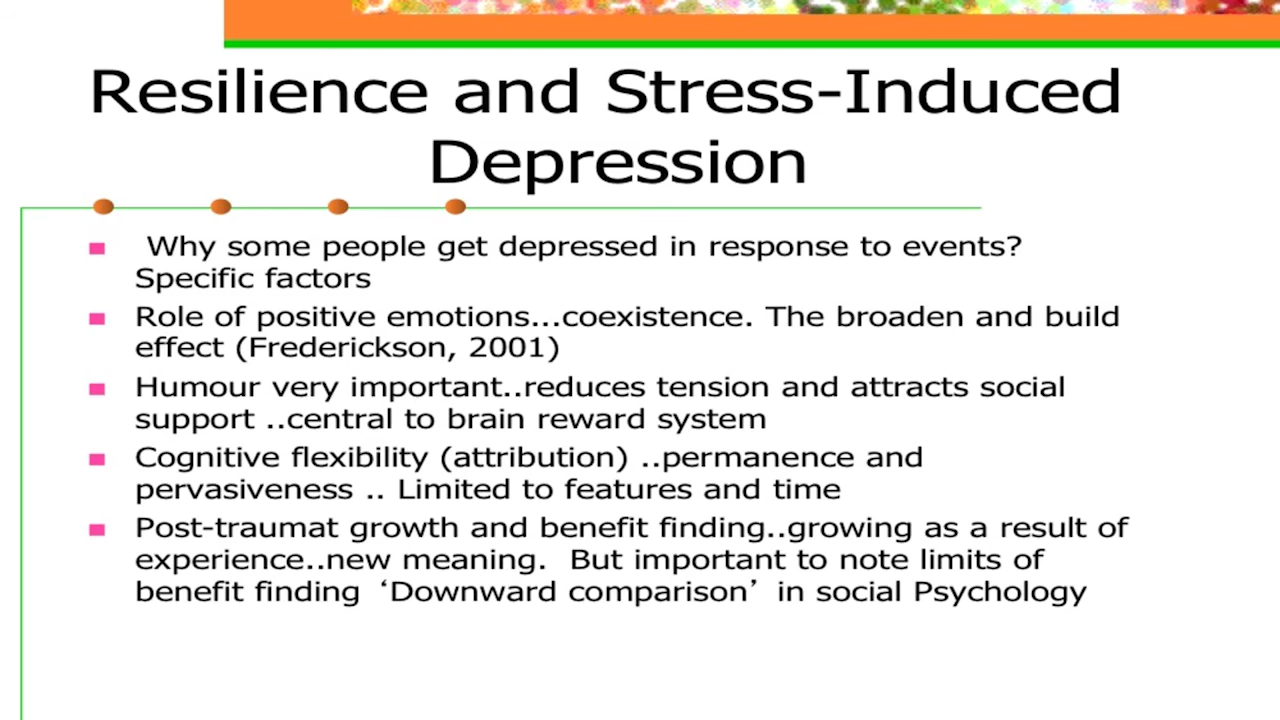 Resilience and Stress-Induced
Depression
Why some people get depressed in response to events?
Specific factors
Role of positive emotions...coexistence. The broaden and build
effect (Frederickson, 2001)
Humour very important..reduces tension and attracts social
support ..central to brain reward system
Cognitive flexibility (attribution) ..permanence and
pervasiveness .. Limited to features and time
Post-traumat growth and benefit finding..growing as a result of
experience..new meaning.  But important to note limits of
benefit finding ‘Downward comparison’ in social Psychology